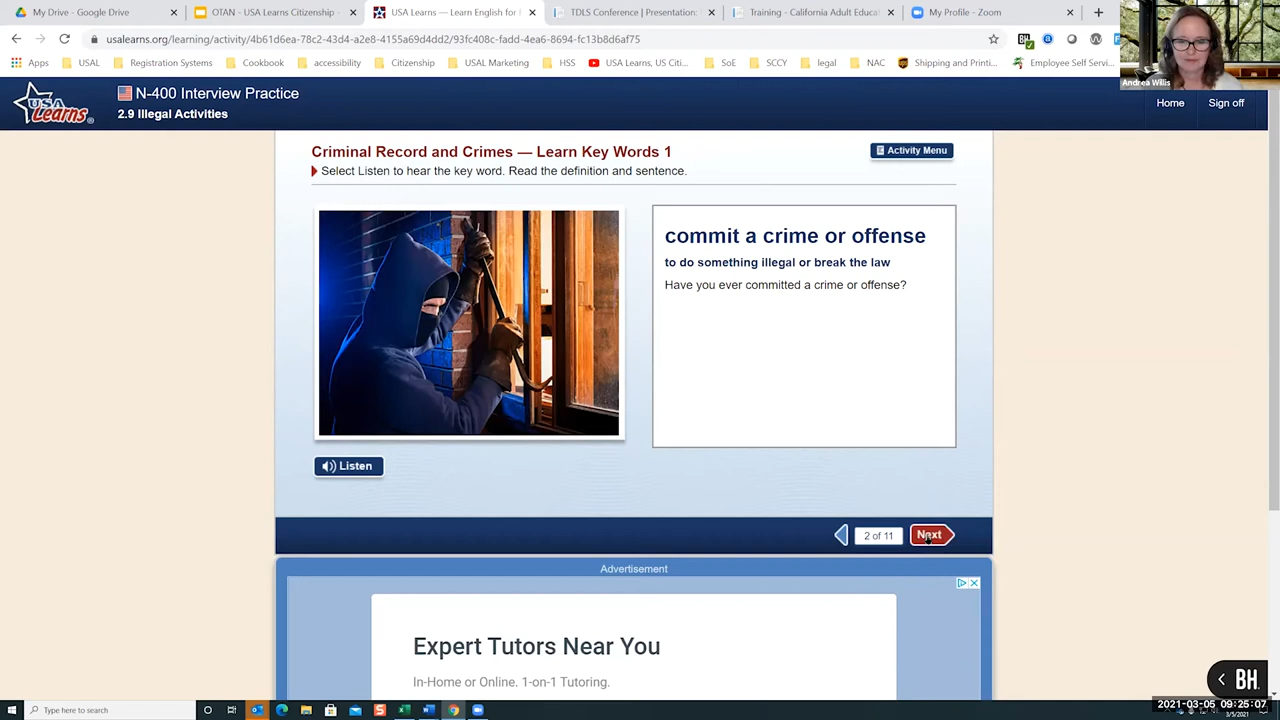 My Drive - Google Drive
OTAN - USA Learns Citizenship -
USA Learns — Learn English for
TDLS Conference | Presentation
Training - California Adult Educ
My Profile - Zoom
usalearns.org/learning/activity/4b61d6ea-78c2-43d4-a2e8-4155a69d4dd2/93fc408c-fadd-4ea6-8694-fc13b8d6af75
Apps
USAL
Registration Systems
Cookbook
accessibility
Citizenship
USAL Marketing
HSS
USA Learns, US Citi...
SoE
SCCY
legal
NAC
Shipping and Printi...
Employee Self Servi...
Andrea Willis
USA Learns
N-400 Interview Practice
2.9 Illegal Activities
Home
Sign off
Criminal Record and Crimes — Learn Key Words 1
Activity Menu
Select Listen to hear the key word. Read the definition and sentence.
commit a crime or offense
to do something illegal or break the law
Have you ever committed a crime or offense?
Listen
2 of 11
Next
Advertisement
Expert Tutors Near You
In-Home or Online. 1-on-1 Tutoring.
BH
Type here to search
2021-03-05 09:25:07
3/5/2021